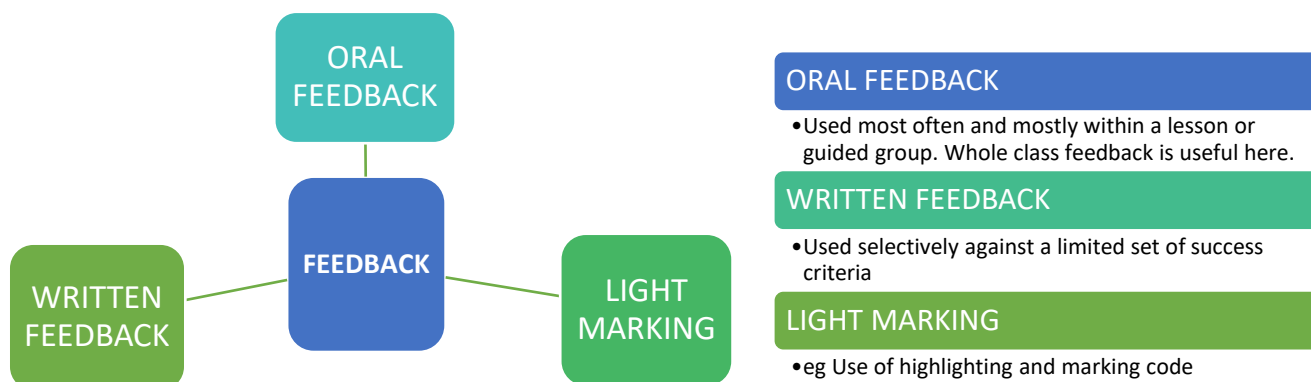 ORAL
FEEDBACK
FEEDBACK
WRITTEN
FEEDBACK
LIGHT
MARKING
ORAL FEEDBACK
•Used most often and mostly within a lesson or
guided group. Whole class feedback is useful here.
WRITTEN FEEDBACK
•Used selectively against a limited set of success
criteria
LIGHT MARKING
•eg Use of highlighting and marking code